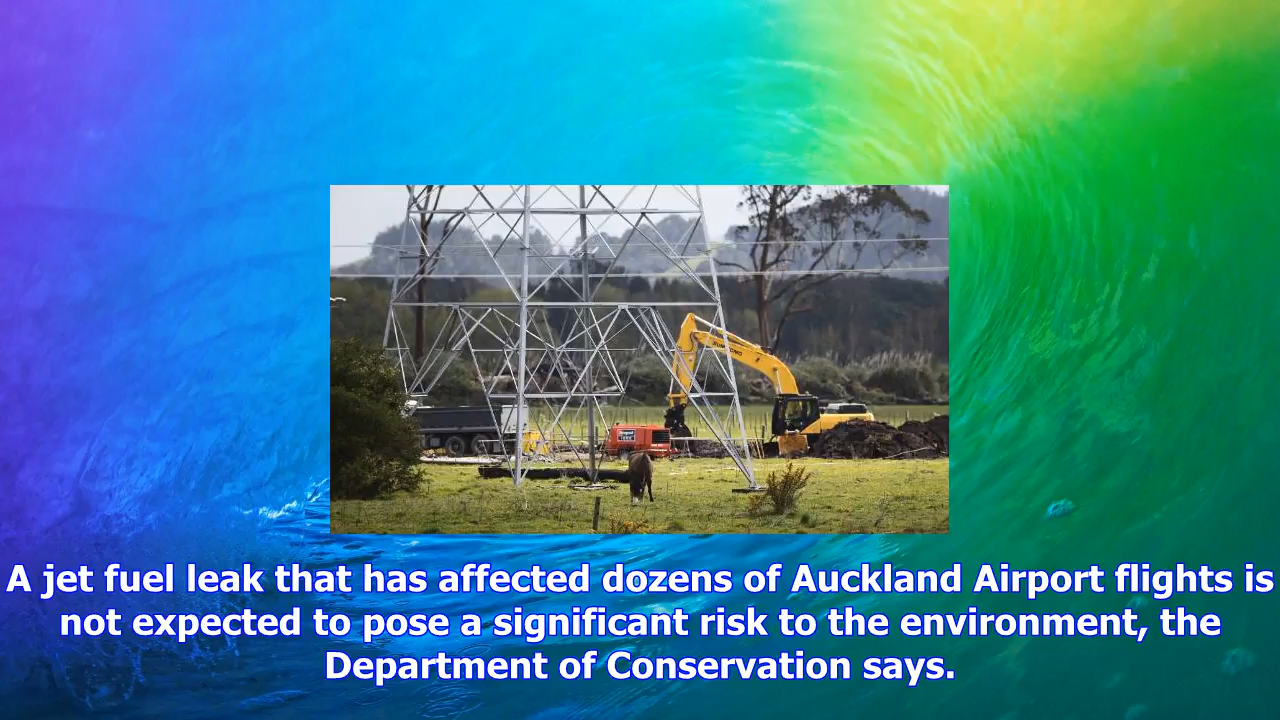 SUMITOMO
A jet fuel leak that has affected dozens of Auckland Airport flights is
not expected to pose a significant risk to the environment, the
Department of Conservation says.